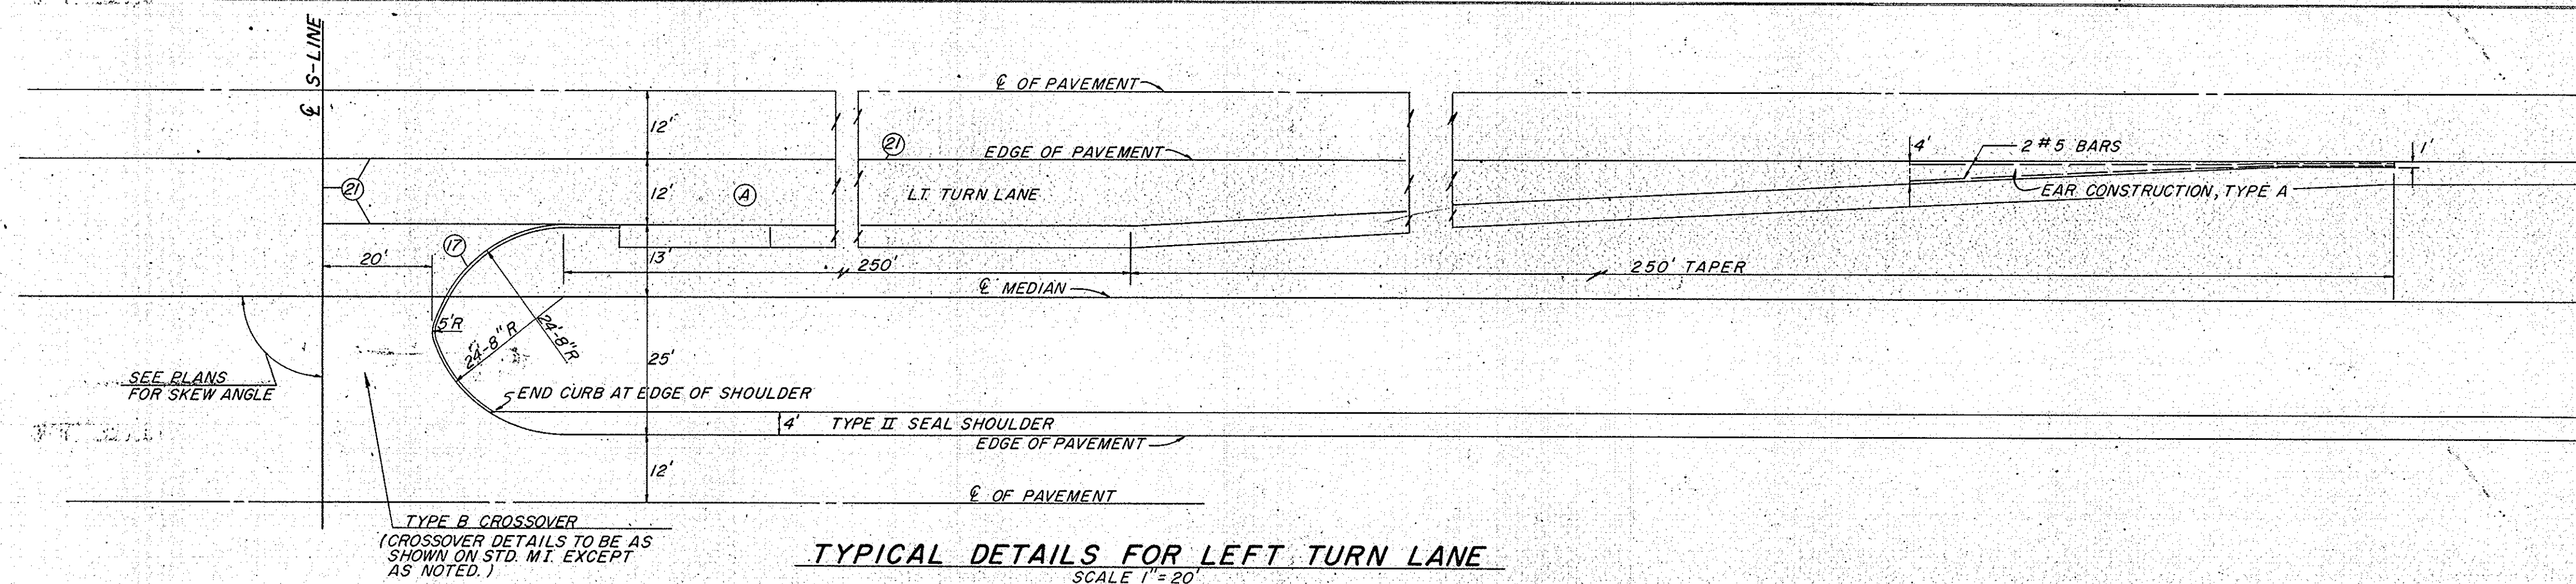 ℄ S-LINE
℄ OF PAVEMENT
12'
21
EDGE OF PAVEMENT
4'
2 #5 BARS
1'
21
12'
A
LT. TURN LANE
EAR CONSTRUCTION, TYPE A
17
20'
13'
250'
250' TAPER
℄ MEDIAN
5'R
24'-8"R
24'-8"R
25'
SEE PLANS
FOR SKEW ANGLE
END CURB AT EDGE OF SHOULDER
4'
TYPE II SEAL SHOULDER
EDGE OF PAVEMENT
12'
℄ OF PAVEMENT
TYPE B CROSSOVER
(CROSSOVER DETAILS TO BE AS
SHOWN ON STD. M.I. EXCEPT
AS NOTED.)
TYPICAL DETAILS FOR LEFT TURN LANE
SCALE 1"=20'